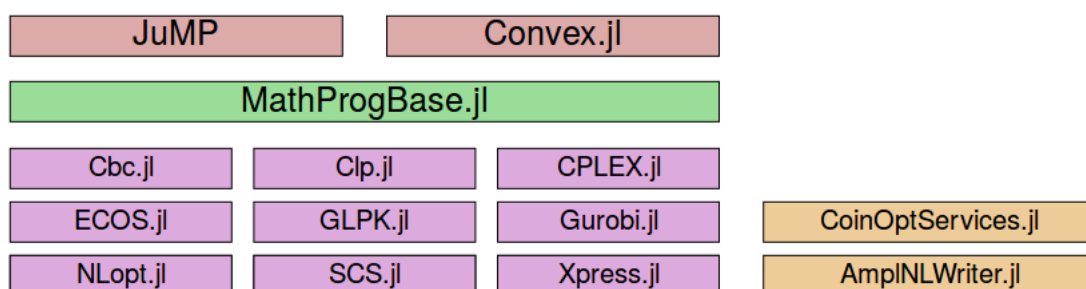 JuMP Convex.jl
MathProgBase.jl
Cbc.jl Clp.jl CPLEX.jl
ECOS.jl GLPK.jl Gurobi.jl CoinOptServices.jl
NLopt.jl SCS.jl Xpress.jl AmplNLWriter.jl